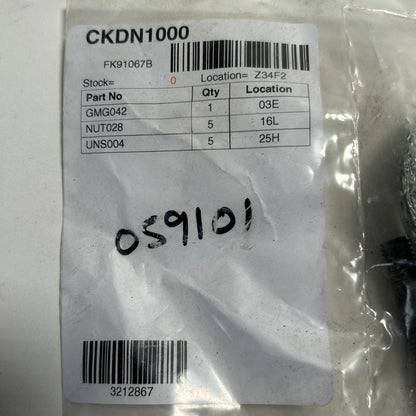 CKDN1000
FK91067B
Stock= 0 Location= Z34F2
Part No Qty Location
GMG042 1 03E
NUT028 5 16L
UNS004 5 25H
059101
3212867